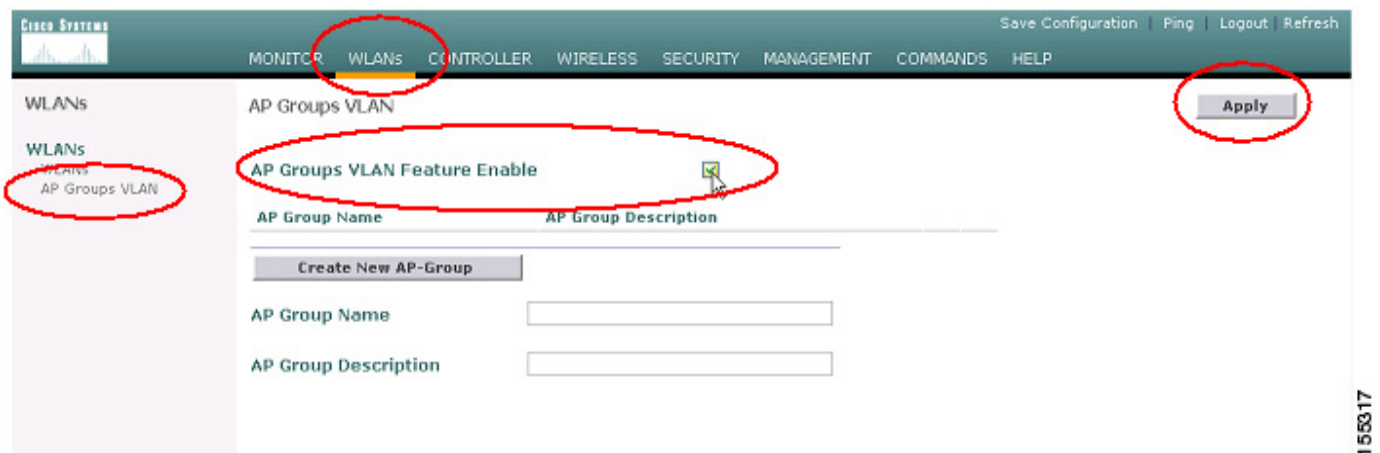 CISCO SYSTEMS
Save Configuration | Ping | Logout | Refresh
MONITOR WLANs CONTROLLER WIRELESS SECURITY MANAGEMENT COMMANDS HELP
WLANs
AP Groups VLAN
Apply
WLANs
WLANs
AP Groups VLAN
AP Groups VLAN Feature Enable
AP Group Name AP Group Description
Create New AP-Group
AP Group Name
AP Group Description
155317